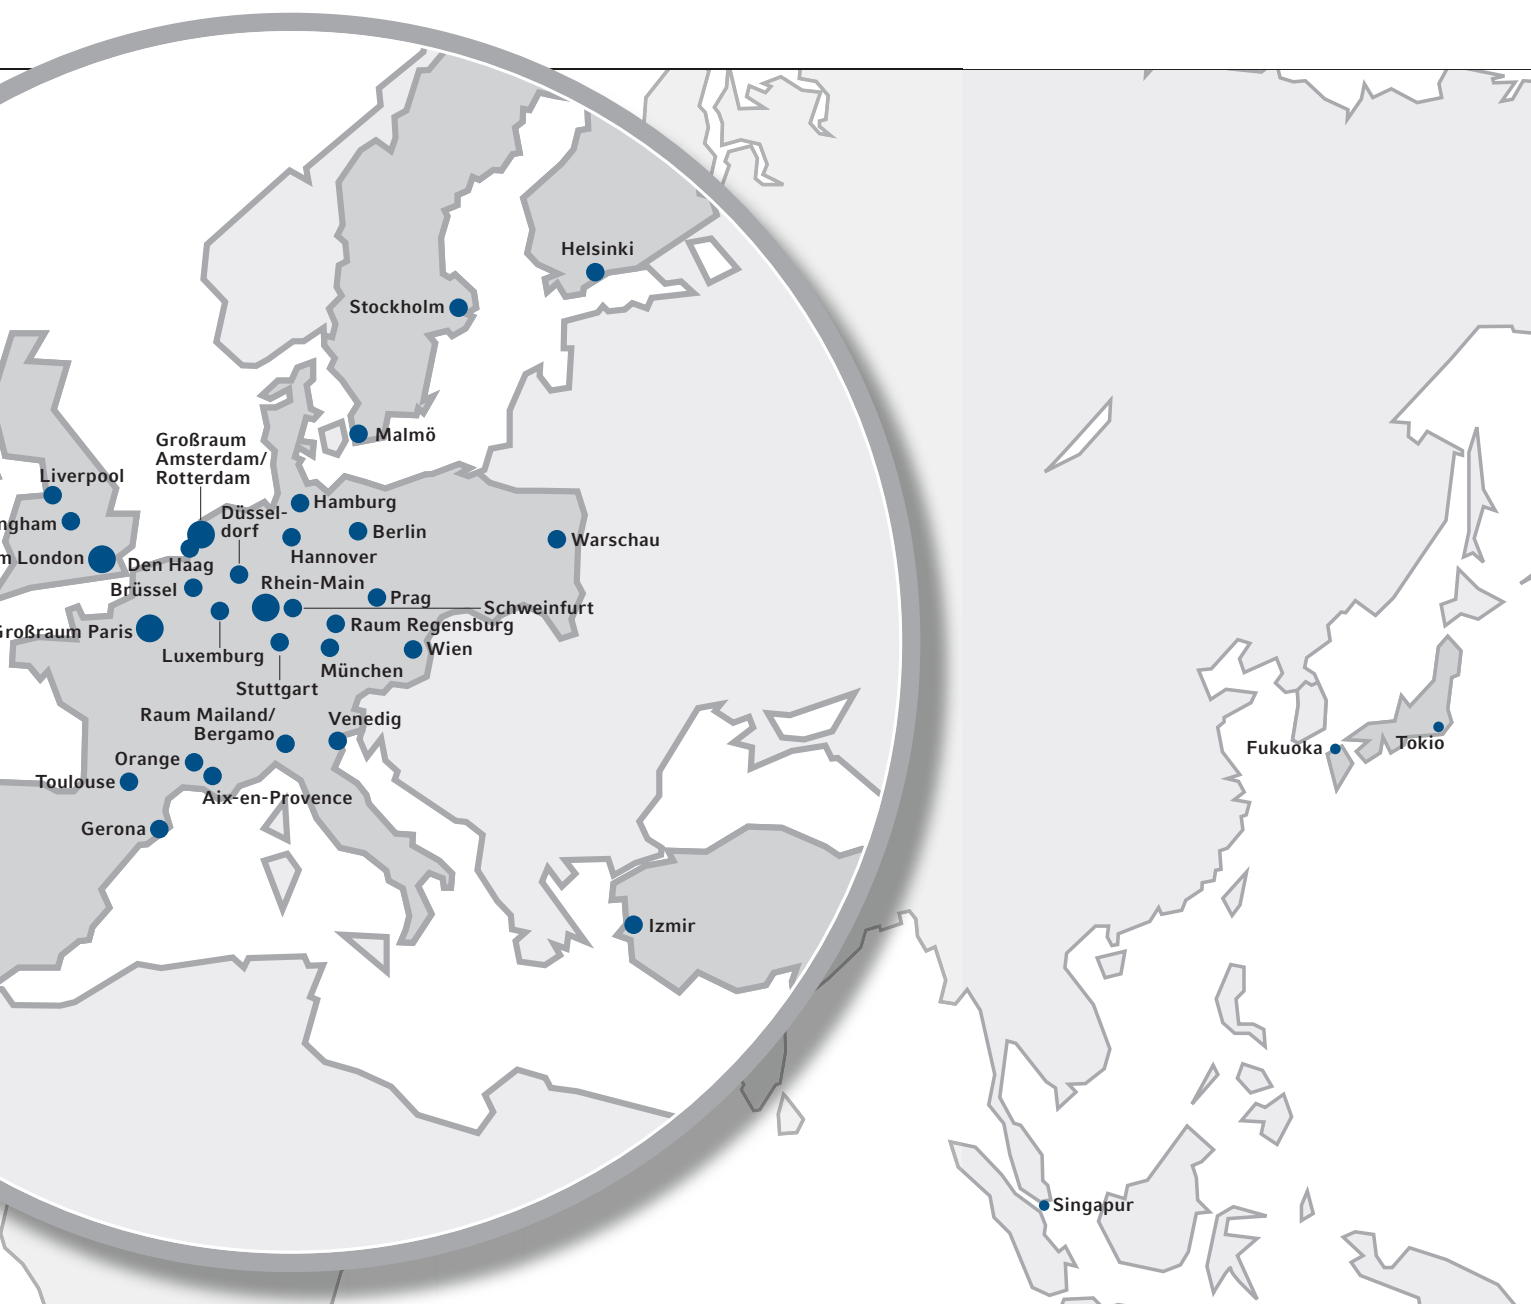 Helsinki
Stockholm
Malmö
Großraum
Amsterdam/
Rotterdam
Liverpool
Hamburg
Düssel-
dorf
ngham
Berlin
Warschau
Hannover
m London
Den Haag
Rhein-Main
Brüssel
Prag
Schweinfurt
Raum Regensburg
Großraum Paris
Wien
Luxemburg
München
Stuttgart
Raum Mailand/
Bergamo
Venedig
Orange
Toulouse
Aix-en-Provence
Gerona
Izmir
Fukuoka
Tokio
Singapur